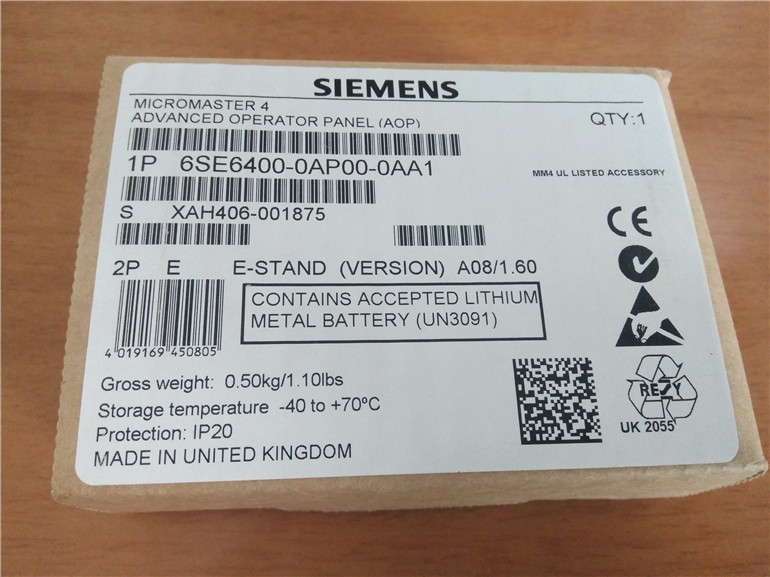 SIEMENS
MICROMASTER 4
ADVANCED OPERATOR PANEL (AOP)
QTY:1
1P 6SE6400-0AP00-0AA1
MM4 UL LISTED ACCESSORY
S XAH406-001875
CE
2P E E-STAND (VERSION) A08/1.60
CONTAINS ACCEPTED LITHIUM
METAL BATTERY (UN3091)
4 019169 450805
Gross weight: 0.50kg/1.10lbs
Storage temperature -40 to +70°C
Protection: IP20
MADE IN UNITED KINGDOM
RESY
UK 2055